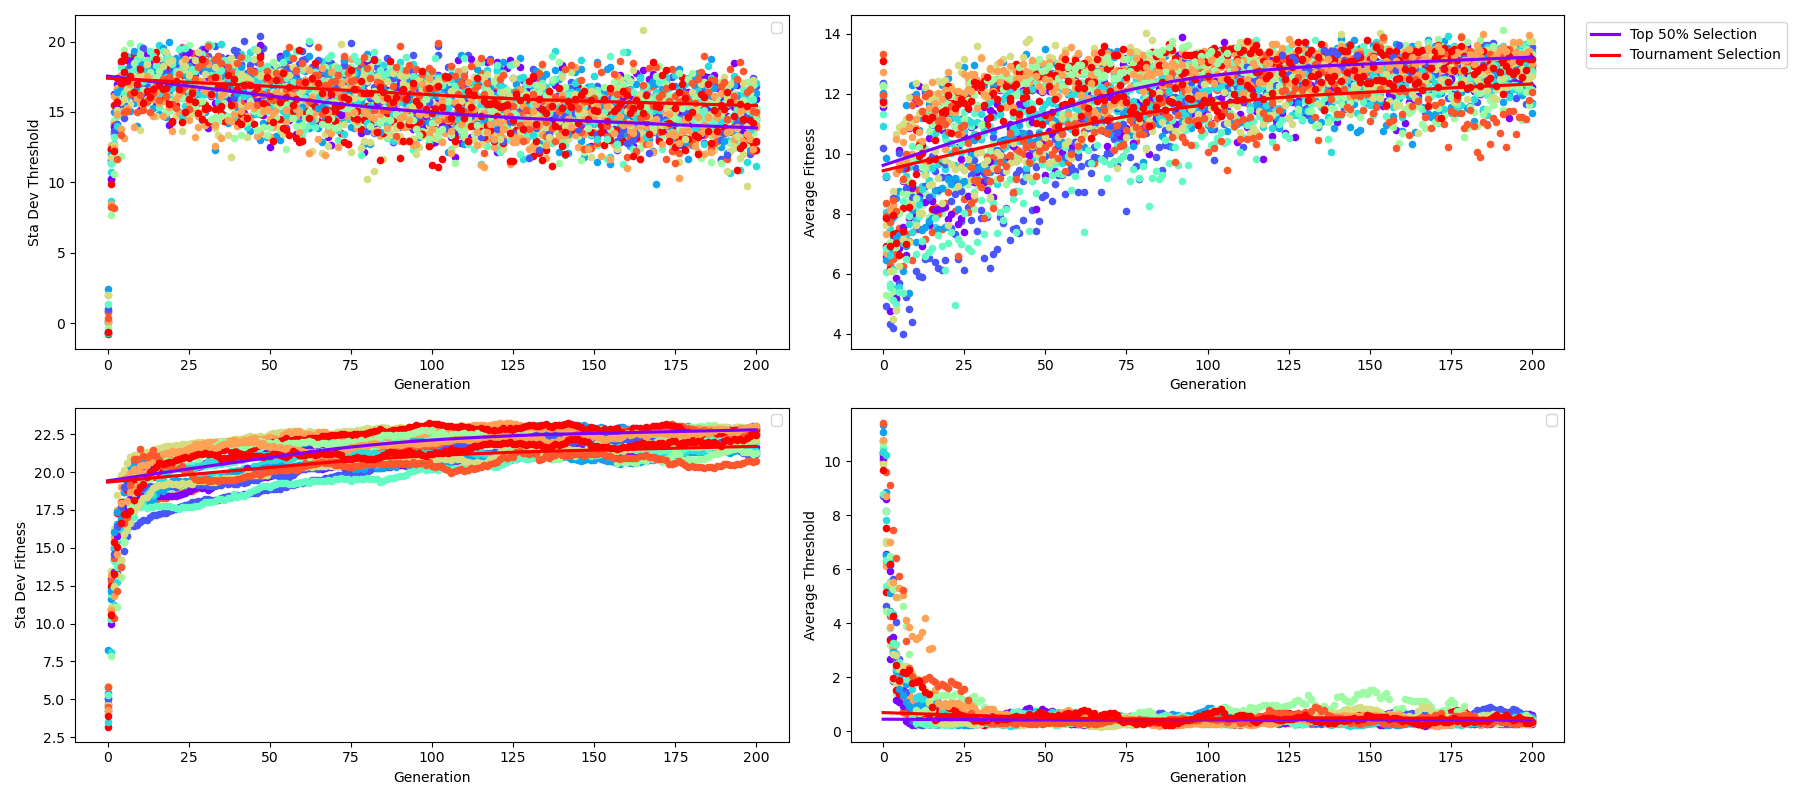 20
15
10
5
0
Sta Dev Threshold
0 25 50 75 100 125 150 175 200
Generation
14
12
10
8
6
4
Average Fitness
0 25 50 75 100 125 150 175 200
Generation
Top 50% Selection
Tournament Selection
22.5
20.0
17.5
15.0
12.5
10.0
7.5
5.0
2.5
Sta Dev Fitness
0 25 50 75 100 125 150 175 200
Generation
10
8
6
4
2
0
Average Threshold
0 25 50 75 100 125 150 175 200
Generation